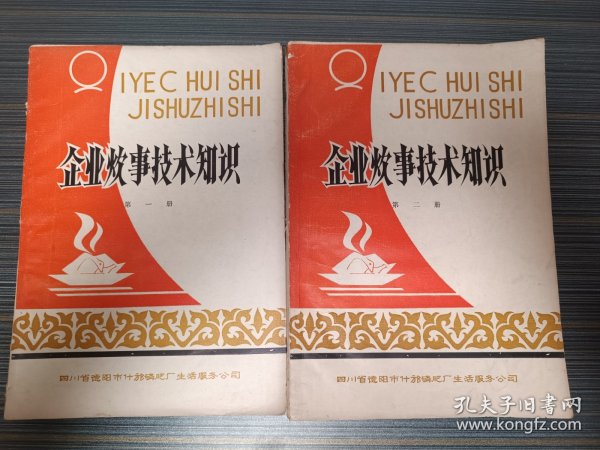 QIYEC HUI SHI
JISHUZHISHI
企业炊事技术知识
第一册
四川省德阳市什邡磷肥厂生活服务公司
QIYEC HUI SHI
JISHUZHISHI
企业炊事技术知识
第二册
四川省德阳市什邡磷肥厂生活服务公司
孔夫子旧书网
www.kongfz.com